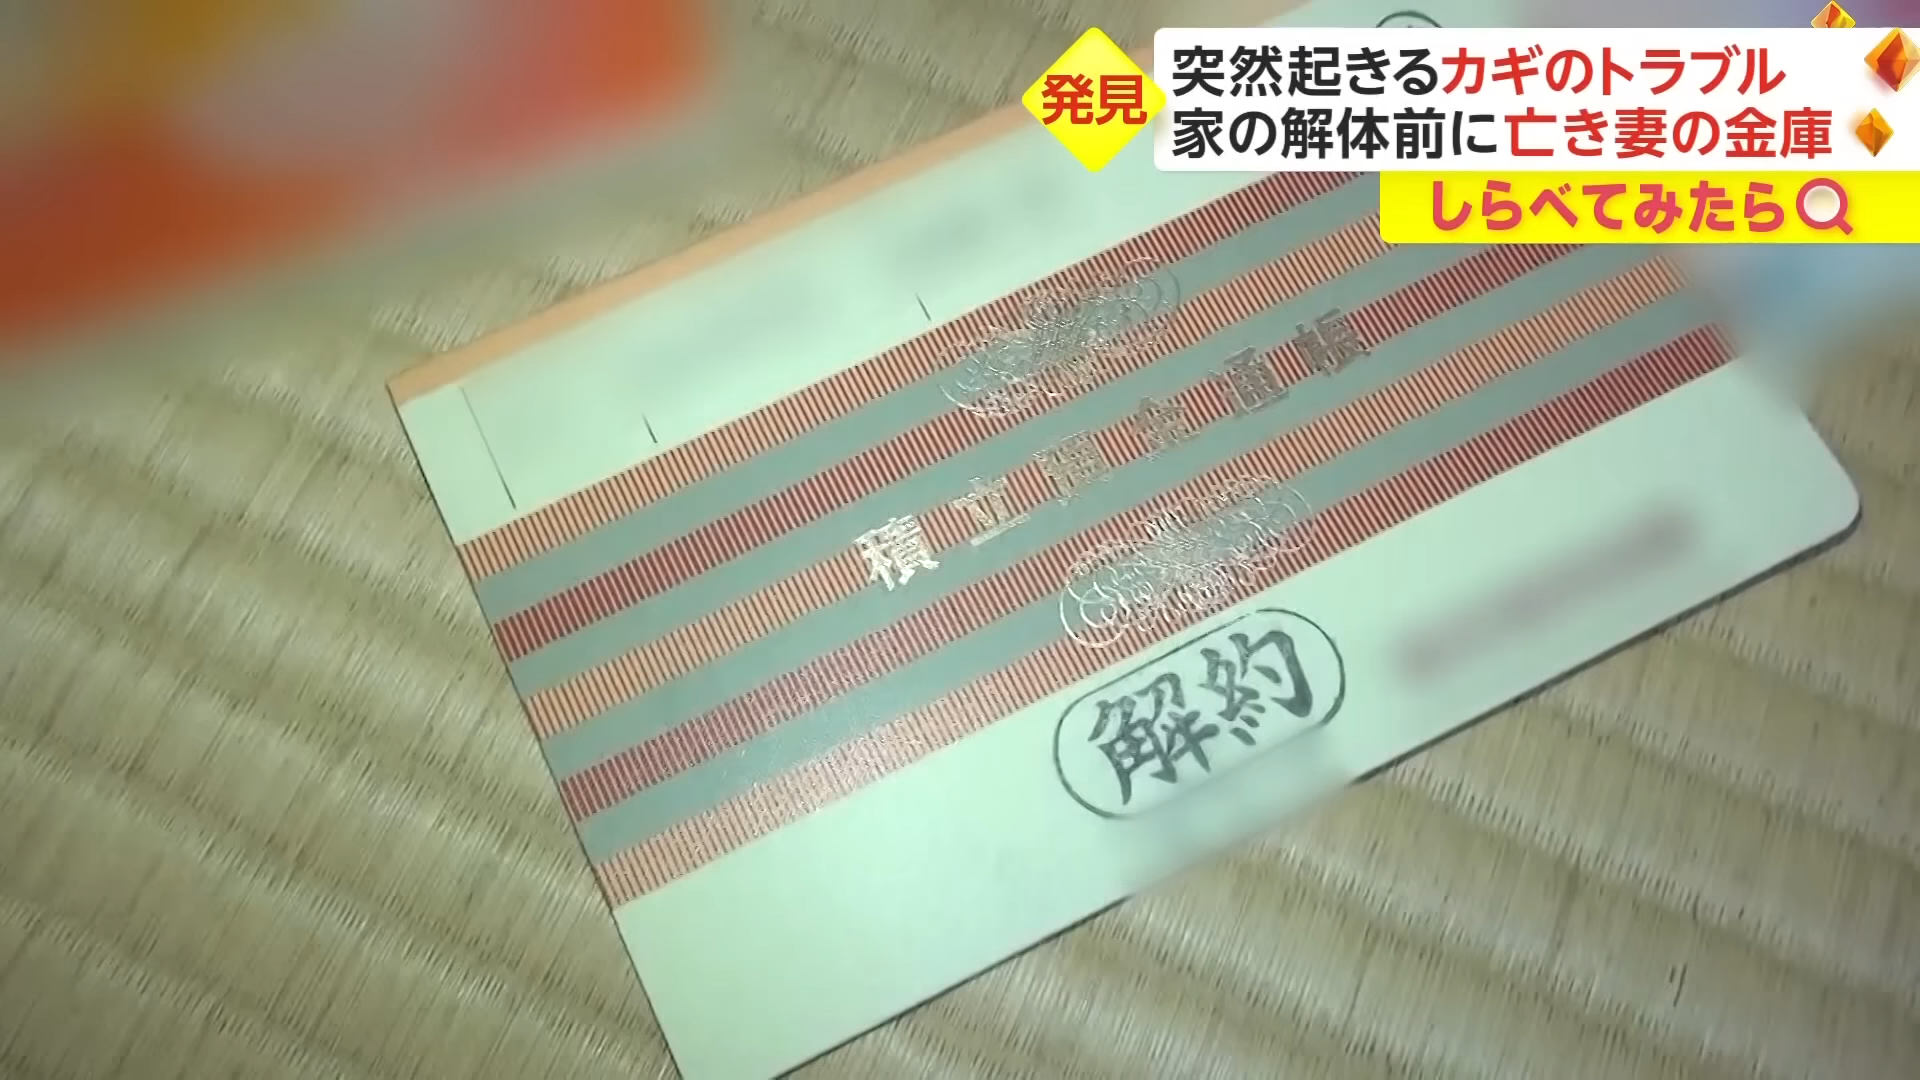 発見
突然起きるカギのトラブル
家の解体前に亡き妻の金庫
しらべてみたら
積立預金通帳
解約